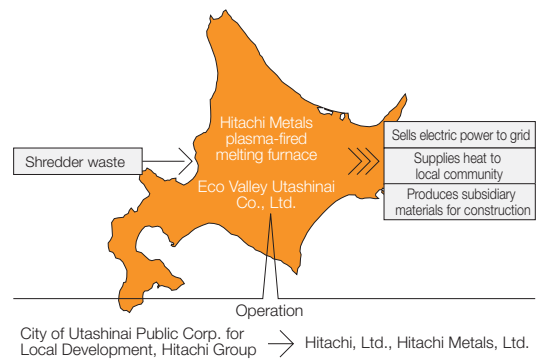 Hitachi Metals
plasma-fired
melting furnace
Eco Valley Utashinai
Co., Ltd.
Shredder waste
Sells electric power to grid
Supplies heat to
local community
Produces subsidiary
materials for construction
Operation
City of Utashinai Public Corp. for
Local Development, Hitachi Group
Hitachi, Ltd., Hitachi Metals, Ltd.